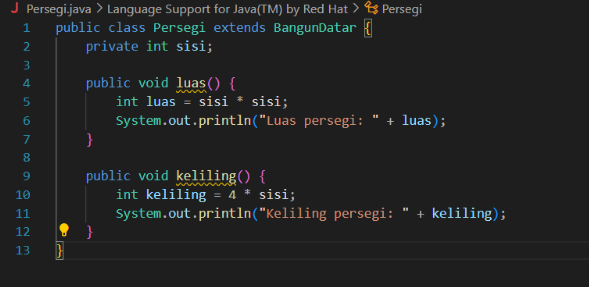 Persegi.java > Language Support for Java(TM) by Red Hat > Persegi
1 public class Persegi extends BangunDatar {
2     private int sisi;
3
4     public void luas() {
5         int luas = sisi * sisi;
6         System.out.println("Luas persegi: " + luas);
7     }
8
9     public void keliling() {
10         int keliling = 4 * sisi;
11         System.out.println("Keliling persegi: " + keliling);
12     }
13 }